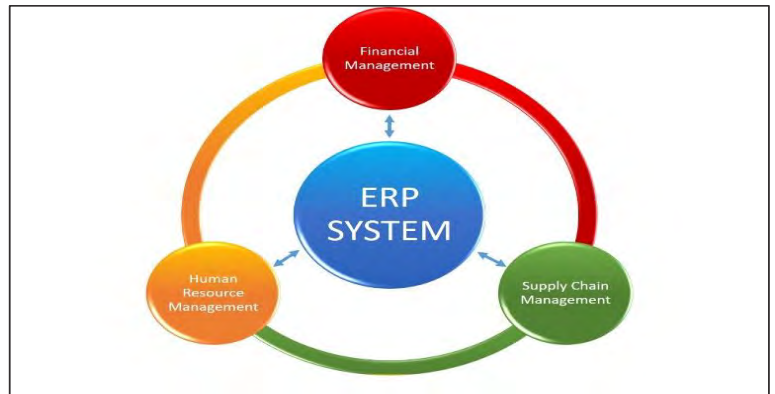 Financial
Management
ERP
SYSTEM
Human
Resource
Management
Supply Chain
Management